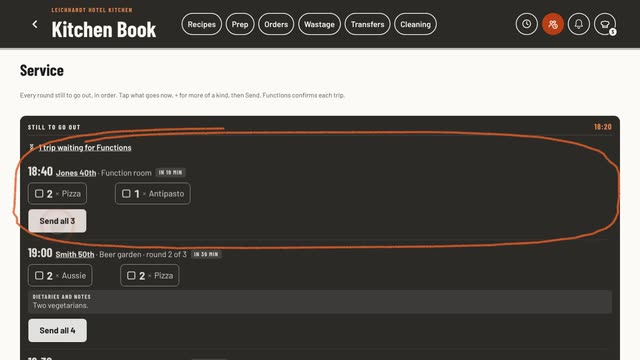 LEICHHARDT HOTEL KITCHEN
Kitchen Book
Recipes Prep Orders Wastage Transfers Cleaning
Service
Every round still to go out, in order. Tap what goes now, + for more of a kind, then Send. Functions confirms each trip.
STILL TO GO OUT 18:20
1 trip waiting for Functions
18:40 Jones 40th · Function room IN 19 MIN
2 × Pizza 1 × Antipasto
Send all 3
19:00 Smith 50th · Beer garden · round 2 of 3 IN 39 MIN
2 × Aussie 2 × Pizza
DIETARIES AND NOTES
Two vegetarians.
Send all 4